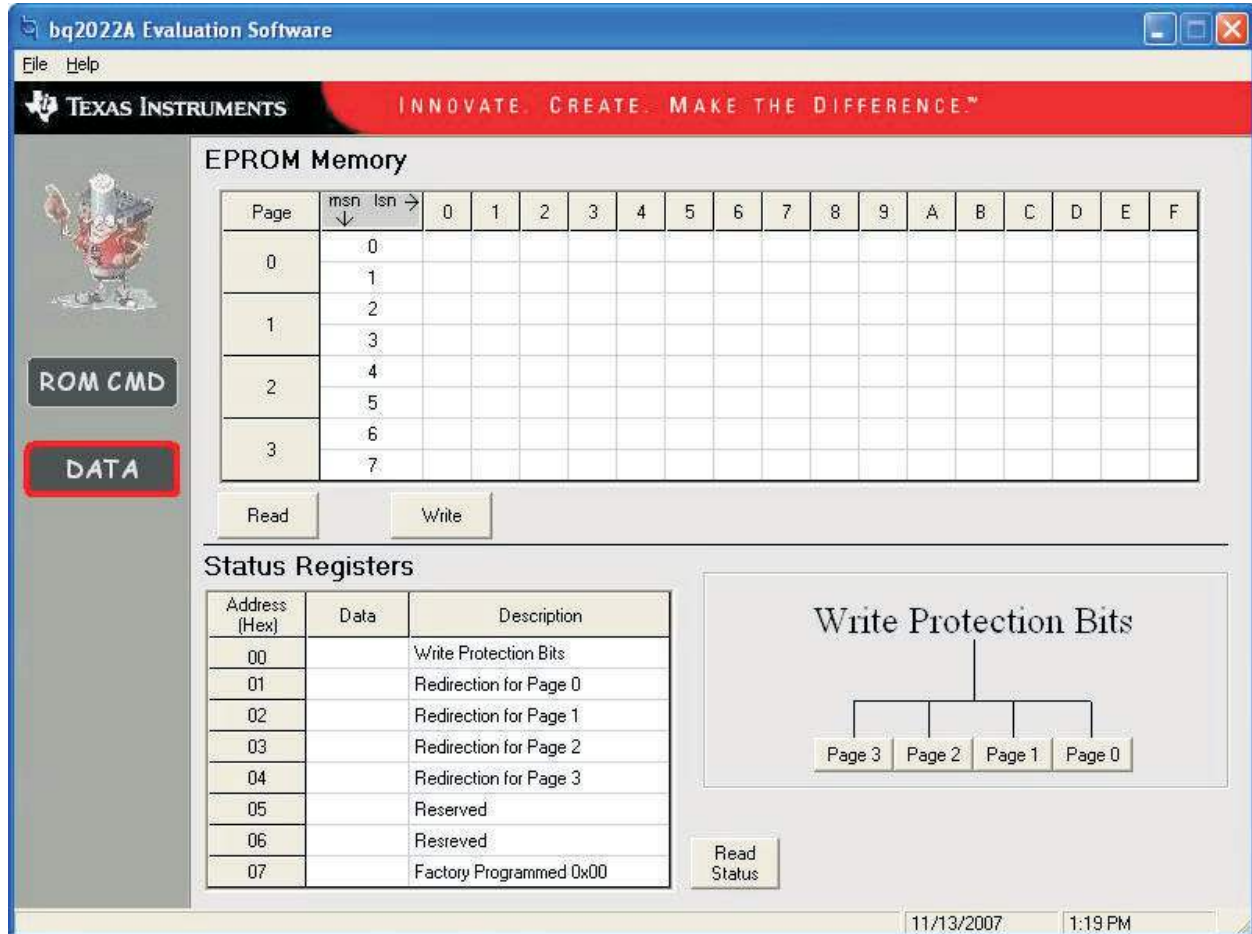 bq2022A Evaluation Software
File Help
TEXAS INSTRUMENTS INNOVATE. CREATE. MAKE THE DIFFERENCE.™
EPROM Memory
Page msn lsn → 0 1 2 3 4 5 6 7 8 9 A B C D E F
↓
0 0
1
1 2
3
2 4
5
3 6
7
ROM CMD
DATA
Read Write
Status Registers
Address (Hex) Data Description
00 Write Protection Bits
01 Redirection for Page 0
02 Redirection for Page 1
03 Redirection for Page 2
04 Redirection for Page 3
05 Reserved
06 Resreved
07 Factory Programmed 0x00
Write Protection Bits
Page 3 Page 2 Page 1 Page 0
Read
Status
11/13/2007 1:19 PM